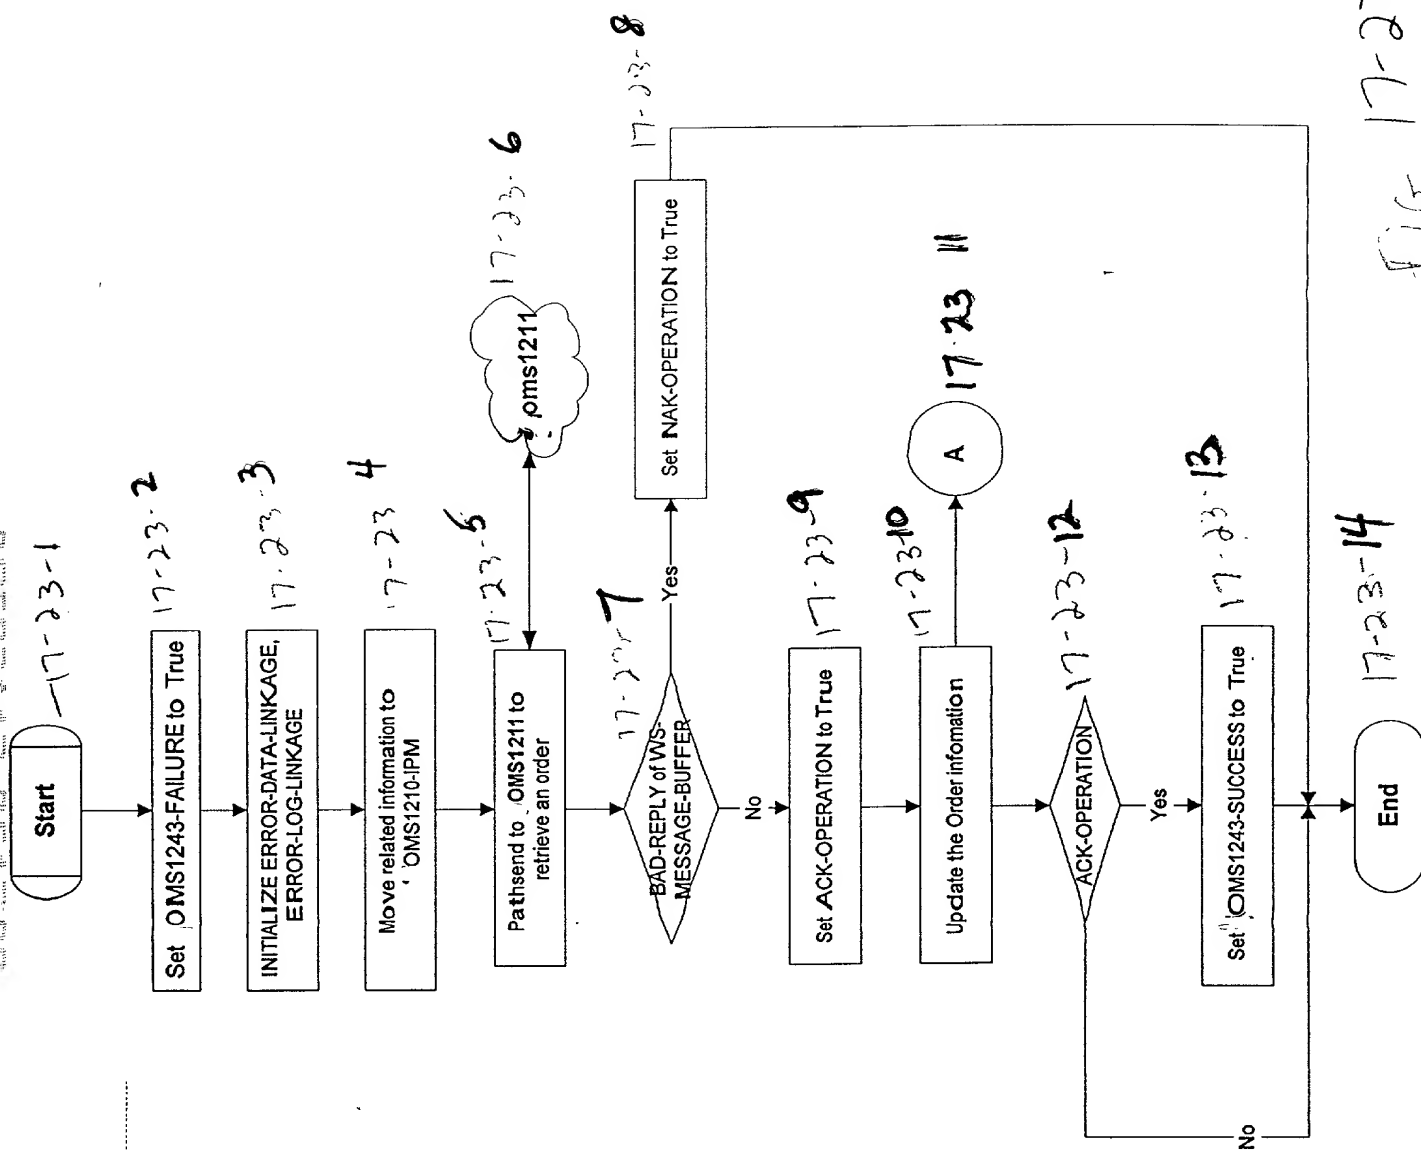 Start
17-23-1
Set OMS1243-FAILURE to True
17-23-2
INITIALIZE ERROR-DATA-LINKAGE,
ERROR-LOG-LINKAGE
17-23-3
Move related information to
OMS1210-IPM
17-23 4
Pathsend to OMS1211 to
retrieve an order
17-23-5
oms1211
17-23-6
BAD-REPLY of WS-
MESSAGE-BUFFER
17-23-7
Yes
Set NAK-OPERATION to True
17-23-8
No
Set ACK-OPERATION to True
17-23-9
Update the Order infomation
17-23-10
A
17-23 11
ACK-OPERATION
17-23-12
Yes
Set OMS1243-SUCCESS to True
17-23-13
No
End
17-23-14